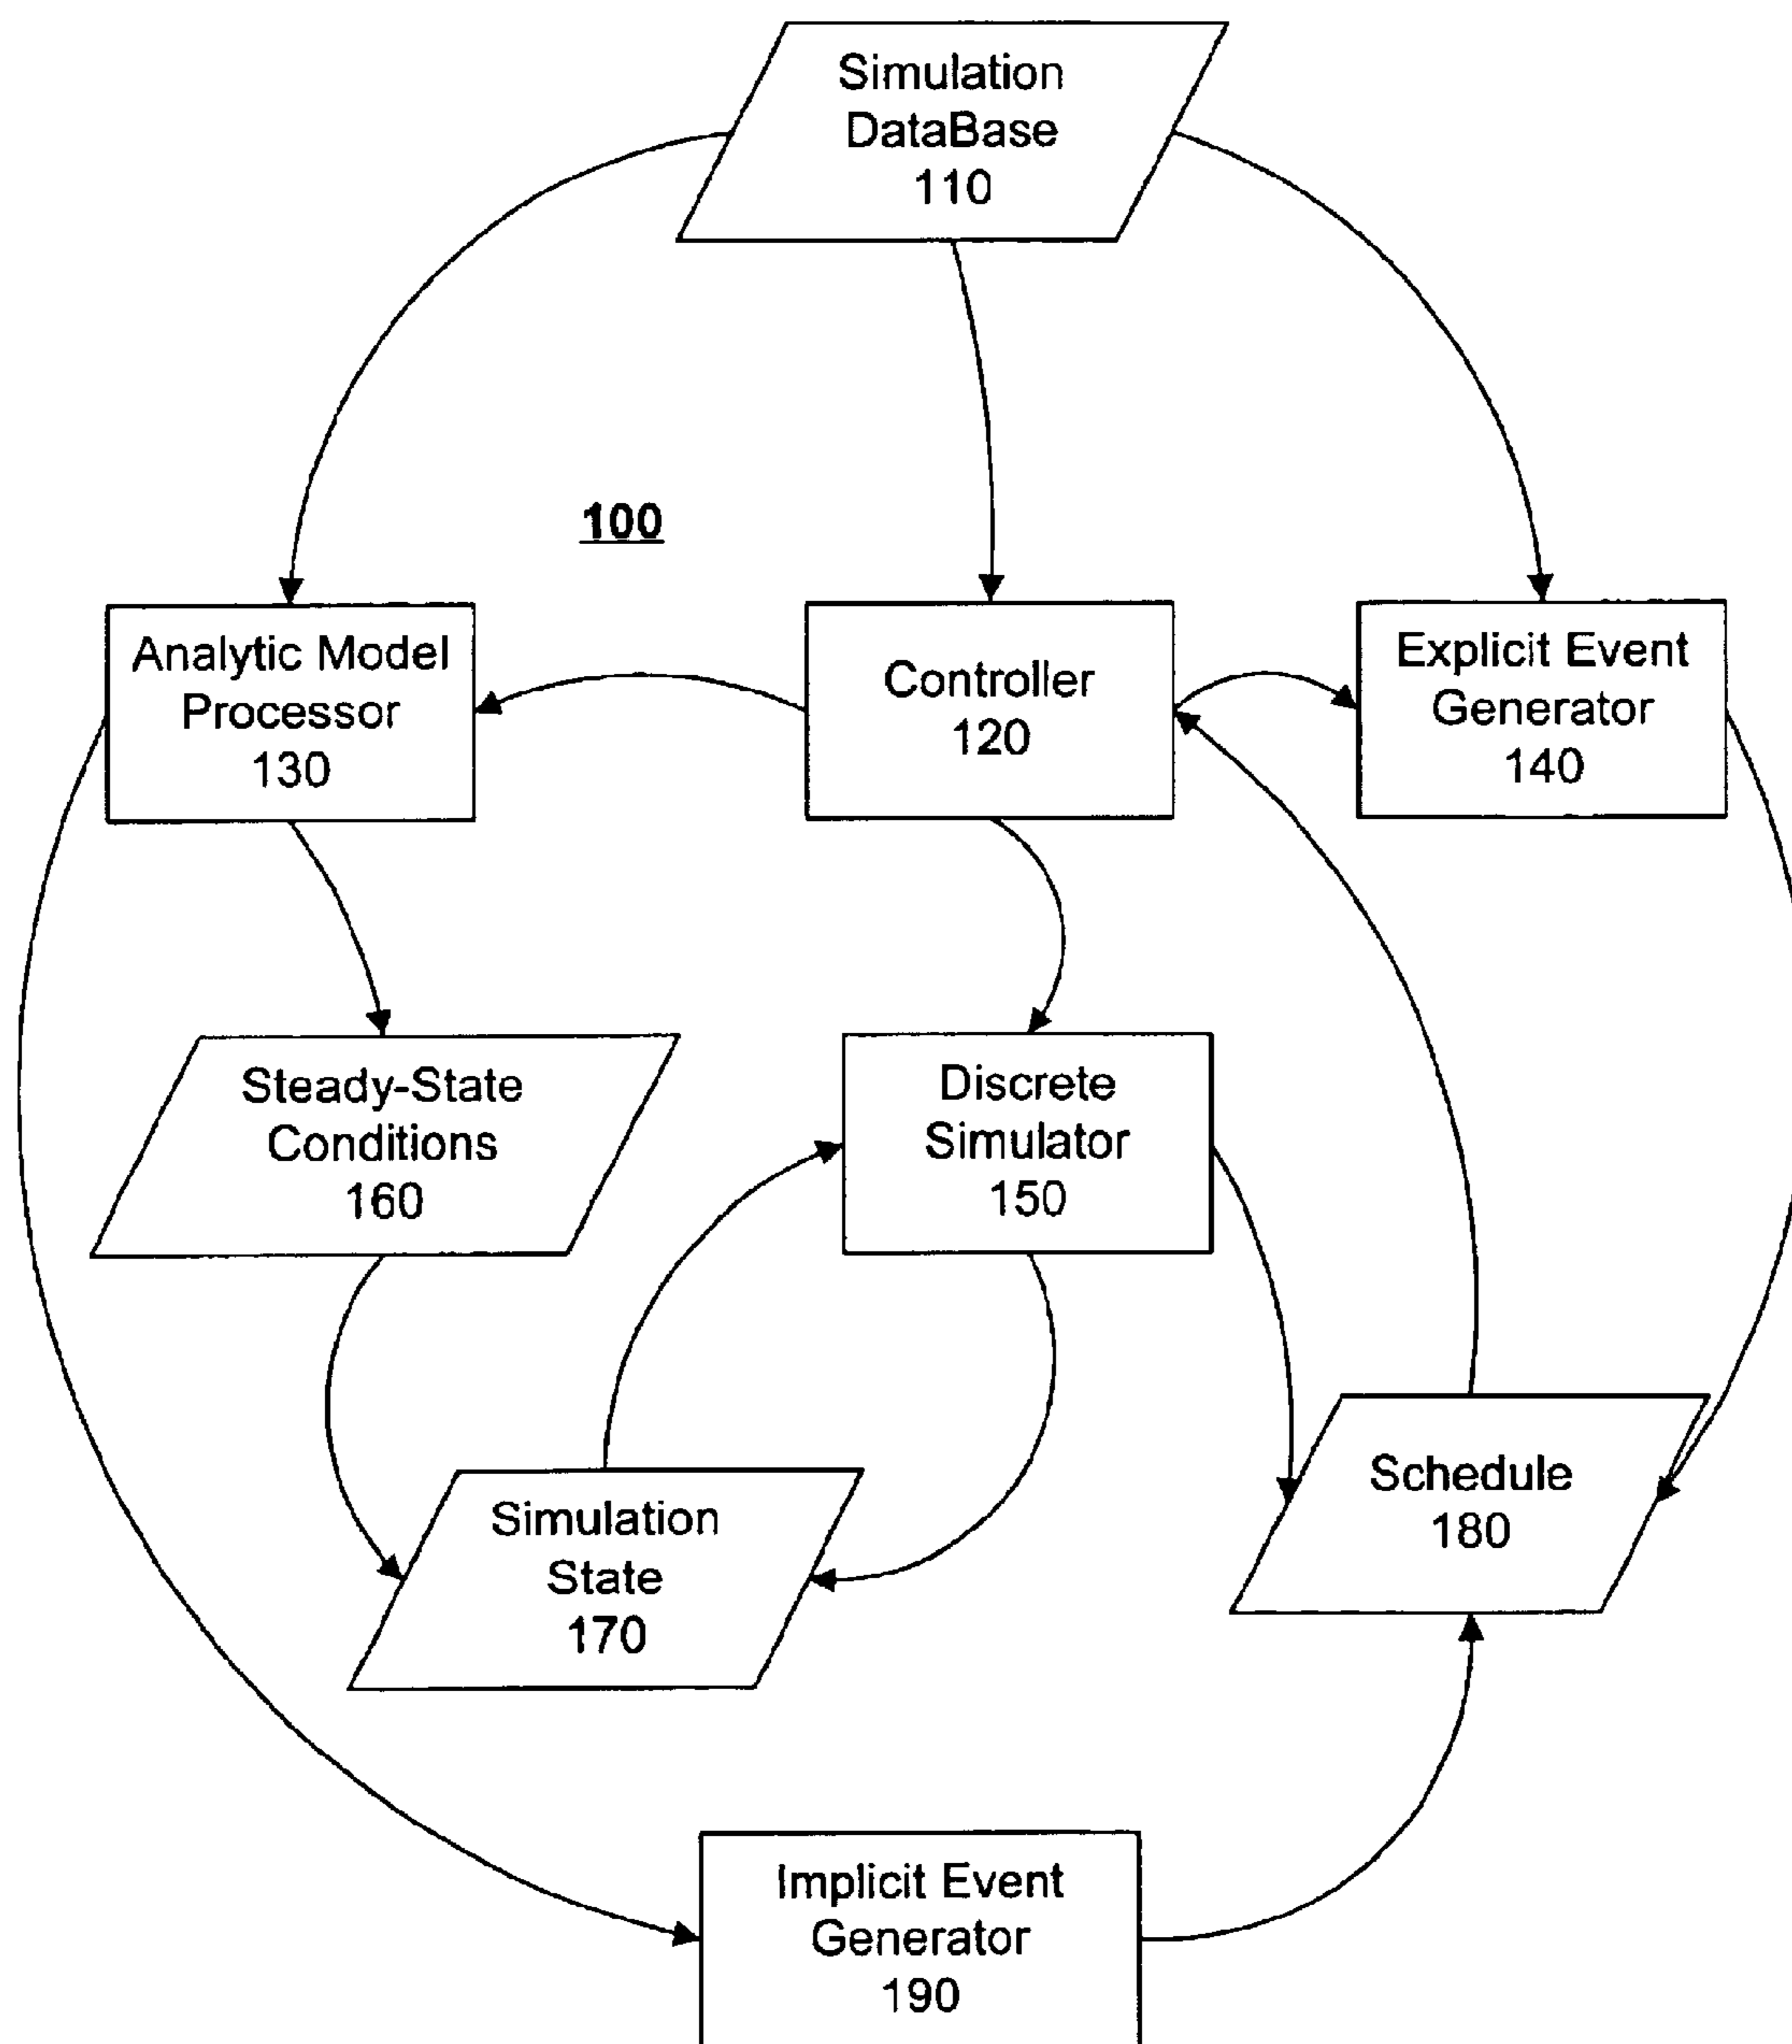 Simulation
DataBase
110
100
Analytic Model
Processor
130
Controller
120
Explicit Event
Generator
140
Steady-State
Conditions
160
Discrete
Simulator
150
Simulation
State
170
Schedule
180
Implicit Event
Generator
190